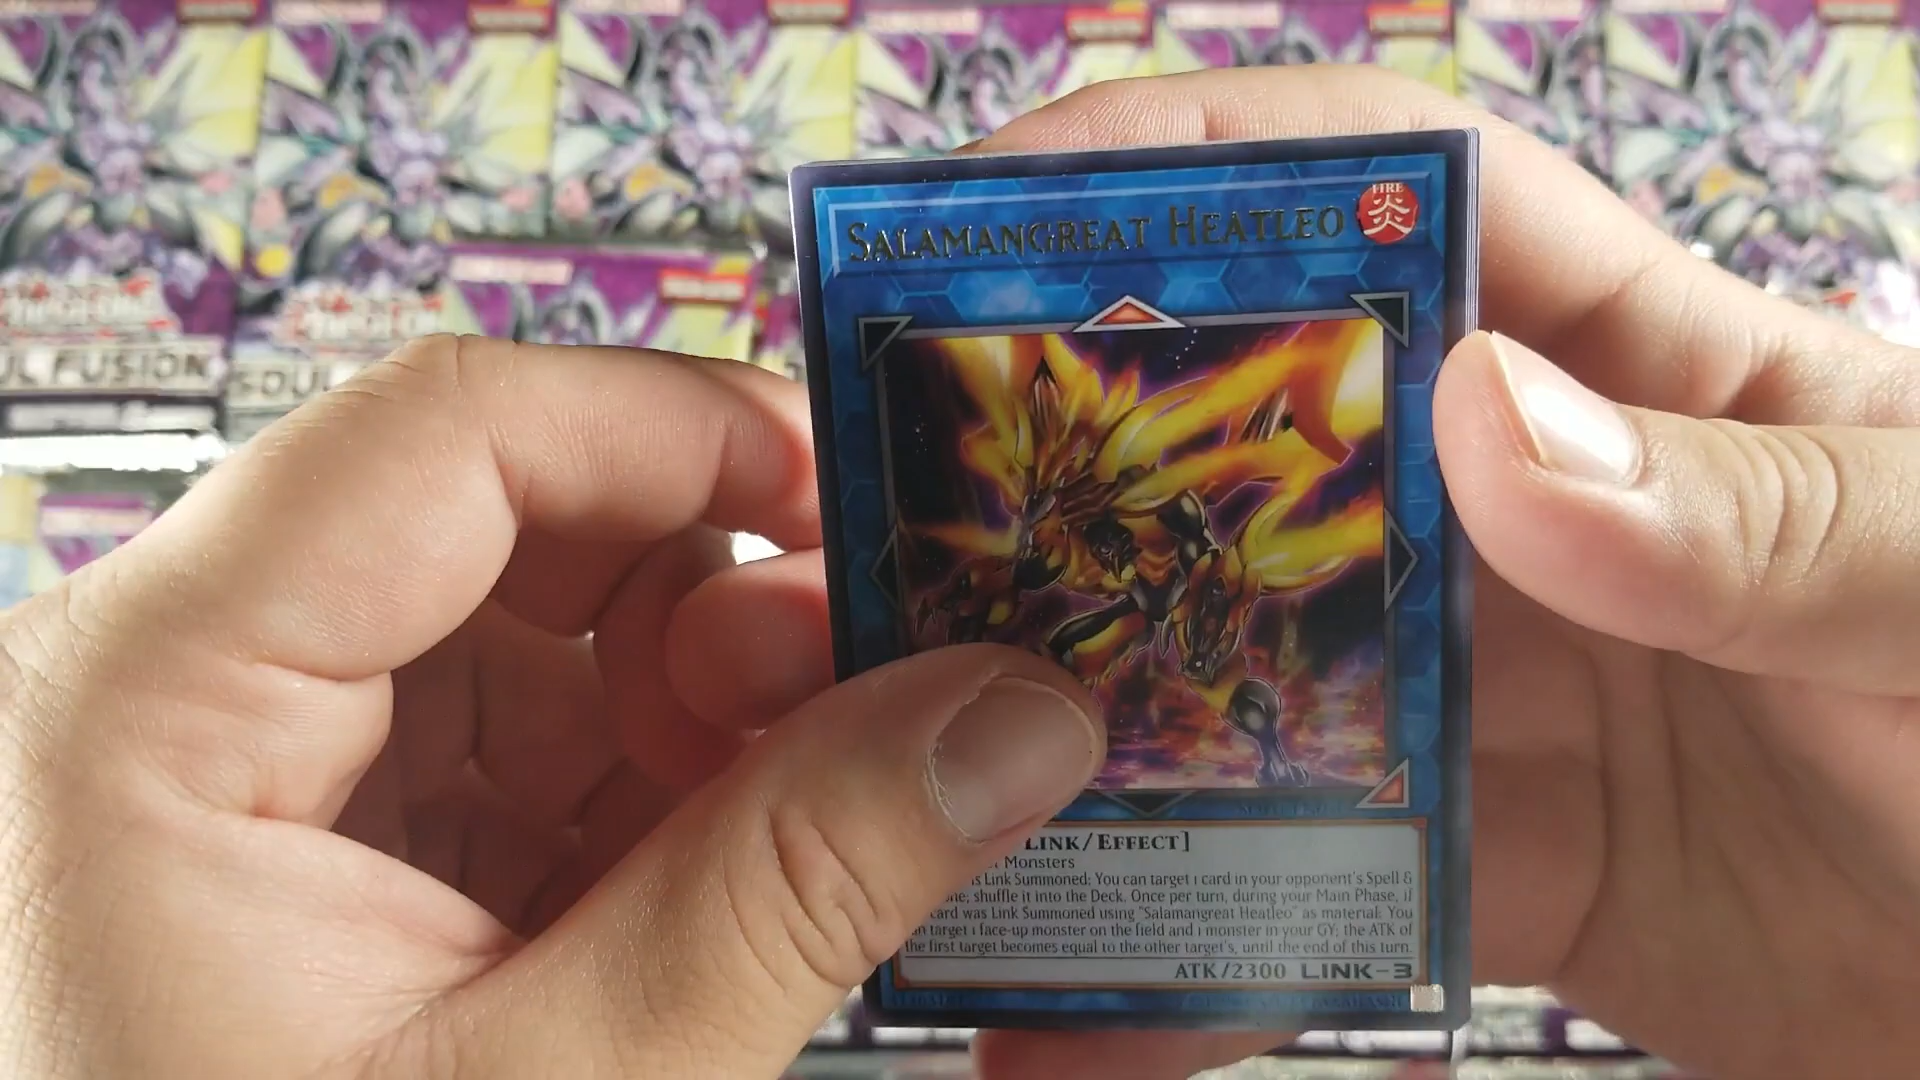 SALAMANGREAT HEATLEO
FIRE
炎
UL FUSION
SOUL
LINK/EFFECT]
Monsters
Link Summoned: You can target 1 card in your opponent's Spell &
shuffle it into the Deck. Once per turn, during your Main Phase, if
card was Link Summoned using "Salamangreat Heatleo" as material: You
target 1 face-up monster on the field and 1 monster in your GY; the ATK of
the first target becomes equal to the other target's, until the end of this turn.
ATK/2300 LINK-3